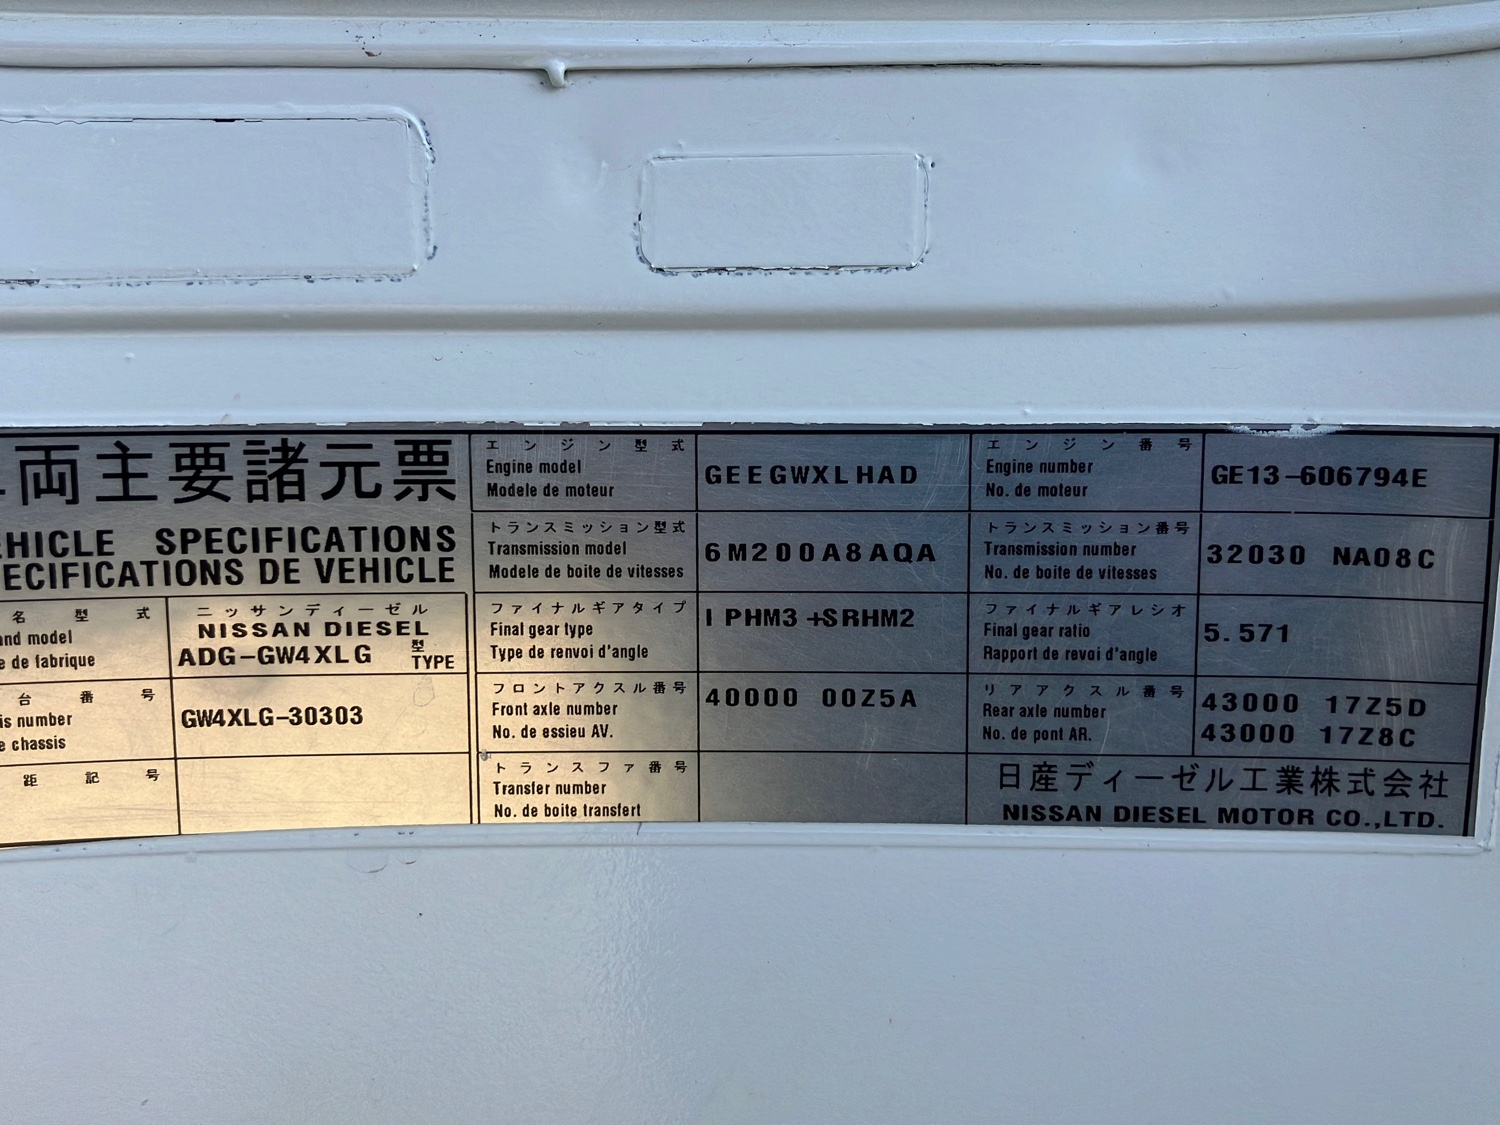 両主要諸元票
VEHICLE SPECIFICATIONS
SPECIFICATIONS DE VEHICLE
名型式
and model
de fabrique
ニッサンディーゼル
NISSAN DIESEL
ADG-GW4XLG 型 TYPE
台番号
is number
chassis
GW4XLG-30303
距記号
エンジン型式
Engine model
Modele de moteur
GEEGWXLHAD
エンジン番号
Engine number
No. de moteur
GE13-606794E
トランスミッション型式
Transmission model
Modele de boite de vitesses
6M200A8AQA
トランスミッション番号
Transmission number
No. de boite de vitesses
32030 NA08C
ファイナルギアタイプ
Final gear type
Type de renvoi d'angle
I PHM3+SRHM2
ファイナルギアレシオ
Final gear ratio
Rapport de revoi d'angle
5.571
フロントアクスル番号
Front axle number
No. de essieu AV.
40000 00Z5A
リアアクスル番号
Rear axle number
No. de pont AR.
43000 17Z5D
43000 17Z8C
トランスファ番号
Transfer number
No. de boite transfert
日産ディーゼル工業株式会社
NISSAN DIESEL MOTOR CO.,LTD.